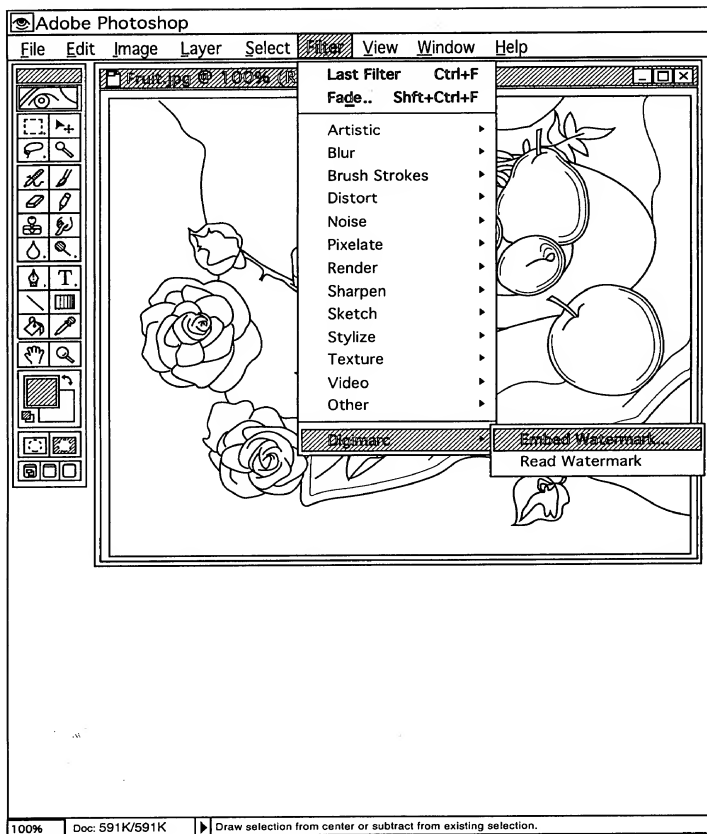 Adobe Photoshop
File Edit Image Layer Select Filter View Window Help
Fruit.jpg @ 100% (R
Last Filter Ctrl+F
Fade.. Shft+Ctrl+F
Artistic
Blur
Brush Strokes
Distort
Noise
Pixelate
Render
Sharpen
Sketch
Stylize
Texture
Video
Other
Digimarc
Embed Watermark...
Read Watermark
T
100% Doc: 591K/591K Draw selection from center or subtract from existing selection.